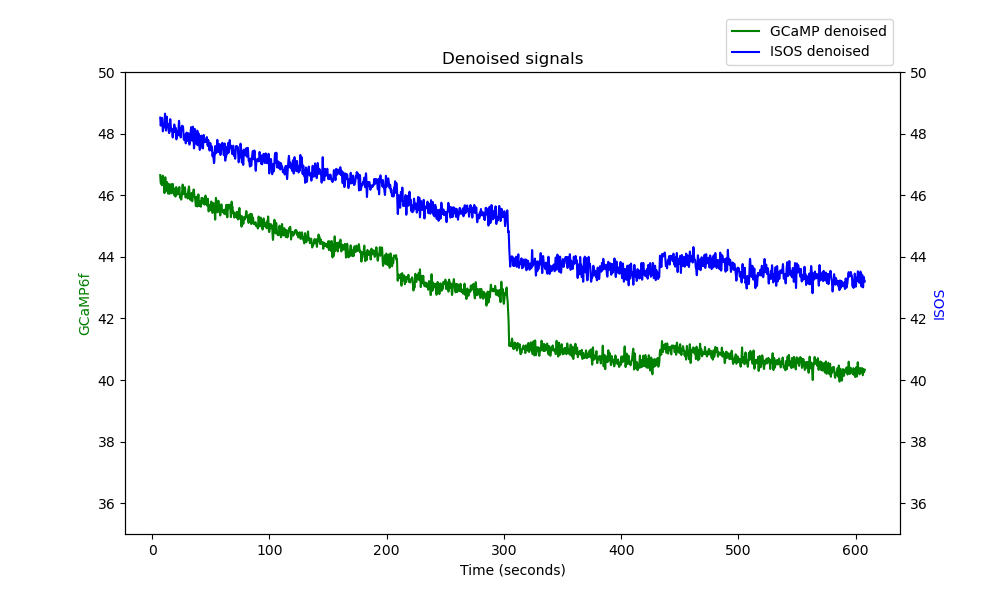 GCaMP denoised
ISOS denoised
Denoised signals
50
48
46
44
42
40
38
36
GCaMP6f
50
48
46
44
42
40
38
36
ISOS
0 100 200 300 400 500 600
Time (seconds)